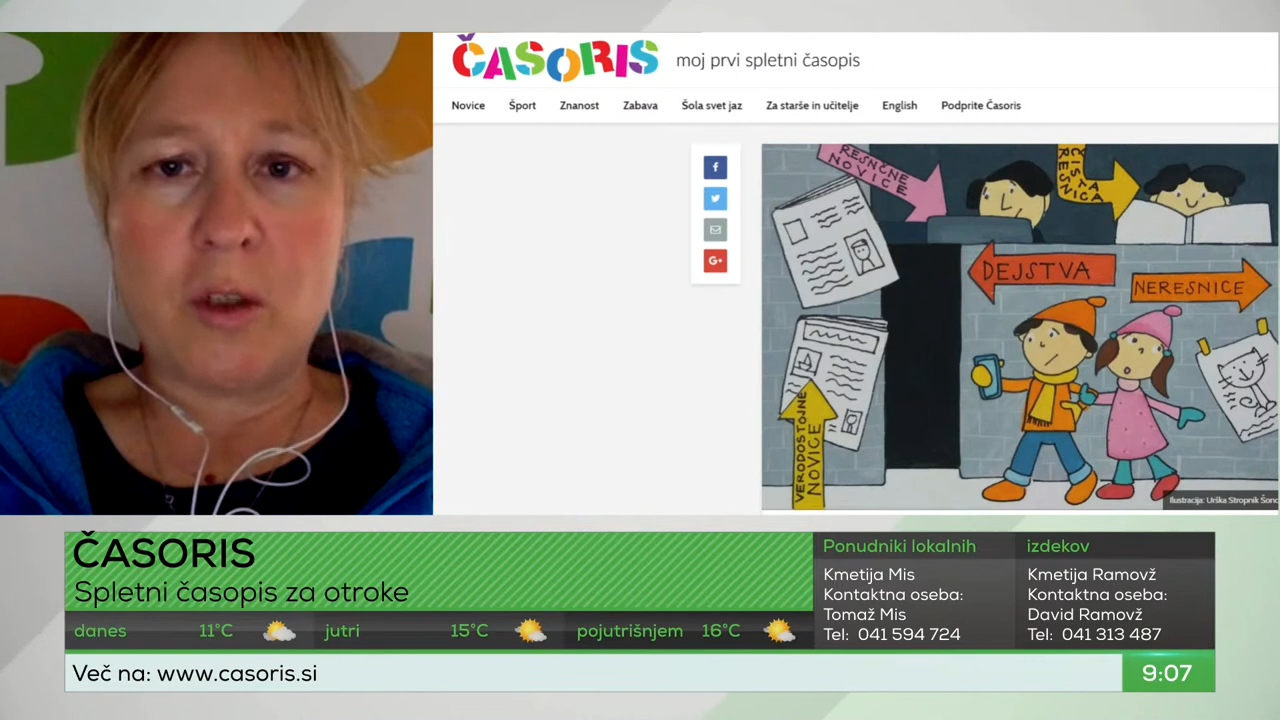 ČASORIS
moj prvi spletni časopis
Novice Šport Znanost Zabava Šola svet jaz Za starše in učitelje English Podprite Časoris
RESNČNE
NOVICE
ČISTA
RESNICA
DEJSTVA
NERESNICE
VERODOSTOJNE
NOVICE
Ilustracija: Urška Stropnik Šonc
ČASORIS
Spletni časopis za otroke
danes 11°C jutri 15°C pojutrišnjem 16°C
Ponudniki lokalnih izdekov
Kmetija Mis
Kontaktna oseba:
Tomaž Mis
Tel: 041 594 724
Kmetija Ramovž
Kontaktna oseba:
David Ramovž
Tel: 041 313 487
Več na: www.casoris.si
9:07